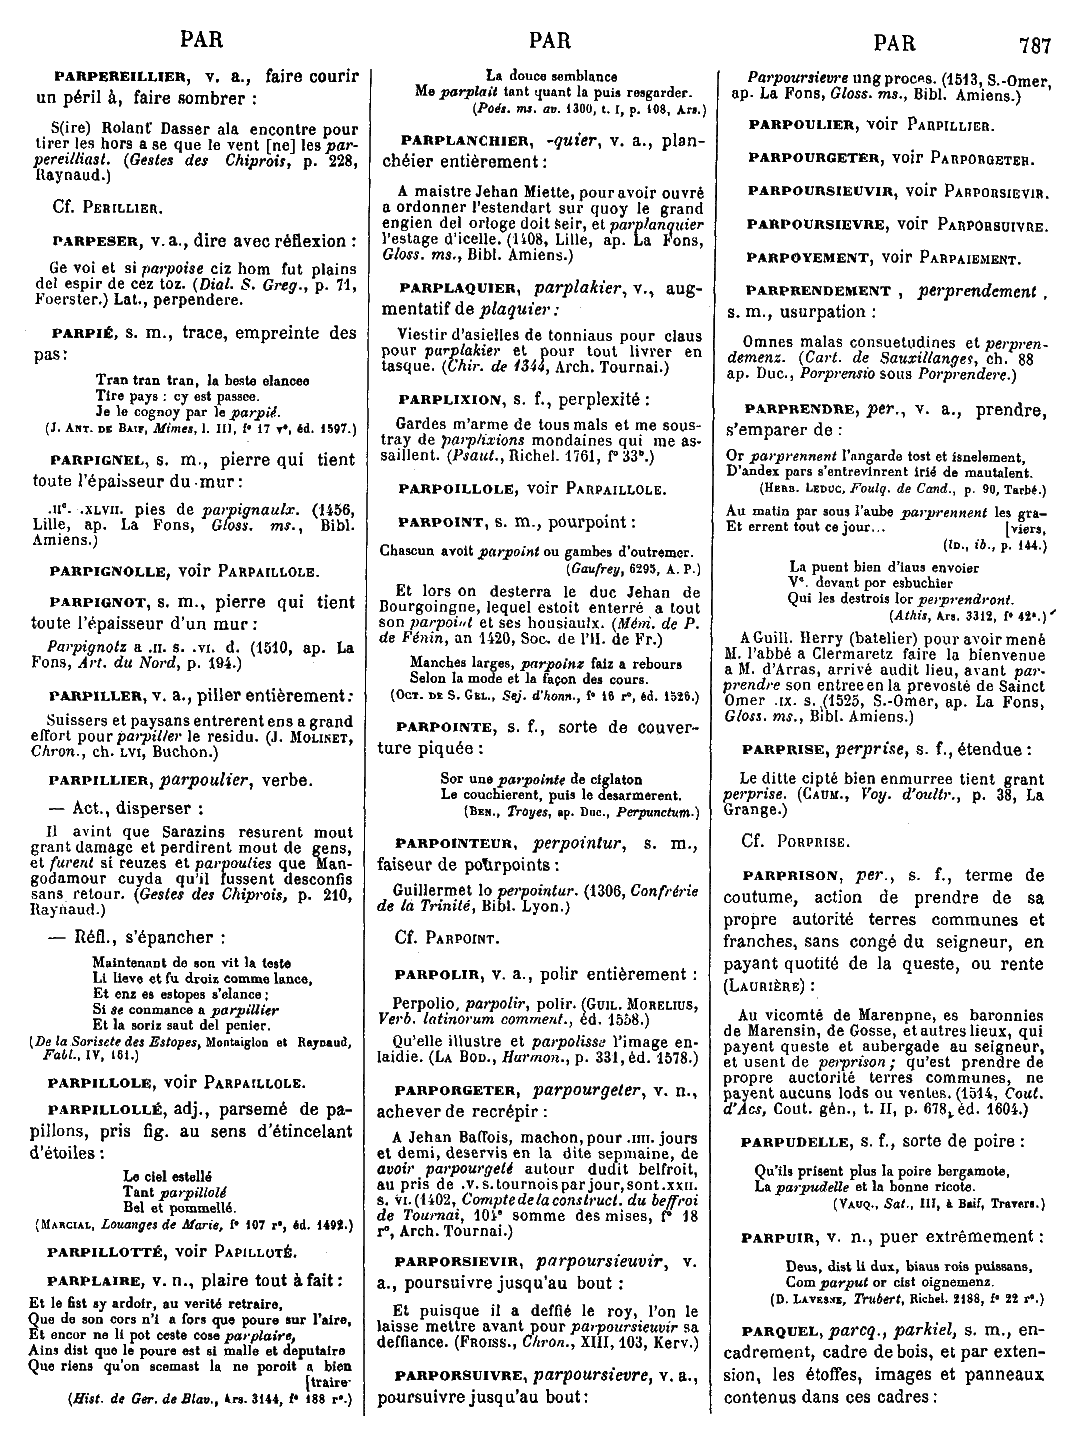 PAR
PAR
PAR
787
PARPEREILLIER, v. a., faire courir
un péril à, faire sombrer :
S(ire) Rolant Dasser ala encontre pour
tirer les hors a se que le vent [ne] les par-
pereilliast. (Gestes des Chiprois, p. 228,
Raynaud.)
Cf. PERILLIER.
PARPESER, v. a., dire avec réflexion :
Ge voi et si parpoise ciz hom fut plains
del espir de cez toz. (Dial. S. Greg., p. 71,
Foerster.) Lat., perpendere.
PARPIÉ, s. m., trace, empreinte des
pas :
Tran tran tran, la beste elancee
Tire pays : cy est passee.
Je le cognoy par le parpié.
(J. ANT. DE BAIF, Mimes, l. III, f° 17 r°, éd. 1597.)
PARPIGNEL, s. m., pierre qui tient
toute l'épaisseur du mur :
.II°. .XLVII. pies de parpignaulx. (1456,
Lille, ap. La Fons, Gloss. ms., Bibl.
Amiens.)
PARPIGNOLLE, voir PARPAILLOLE.
PARPIGNOT, s. m., pierre qui tient
toute l'épaisseur d'un mur :
Parpignotz a .II. s. .VI. d. (1510, ap. La
Fons, Art. du Nord, p. 194.)
PARPILLER, v. a., piller entièrement :
Suissers et paysans entrerent ens a grand
effort pour parpiller le residu. (J. MOLINET,
Chron., ch. LVI, Buchon.)
PARPILLIER, parpoulier, verbe.
— Act., disperser :
Il avint que Sarazins resurent mout
grant damage et perdirent mout de gens,
et furent si reuzes et parpoulies que Man-
godamour cuyda qu'il fussent desconfis
sans retour. (Gestes des Chiprois, p. 210,
Raynaud.)
— Réfl., s'épancher :
Maintenant de son vit la teste
Li lieve et fu droiz comme lance,
Et enz es estopes s'elance ;
Si se conmance a parpillier
Et la soriz saut del penier.
(De la Sorisete des Estopes, Montaiglon et Raynaud,
Fabl., IV, 161.)
PARPILLOLE, voir PARPAILLOLE.
PARPILLOLLÉ, adj., parsemé de pa-
pillons, pris fig. au sens d'étincelant
d'étoiles :
Le ciel estellé
Tant parpillolé
Bel et pommellé.
(MARCIAL, Louanges de Marie, f° 107 r°, éd. 1492.)
PARPILLOTTÉ, voir PAPILLOTÉ.
PARPLAIRE, v. n., plaire tout à fait :
Et le fist sy ardoir, au verité retraire,
Que de son cors n'i a fors que poure sur l'aire,
Et encor ne li pot ceste cose parplaire,
Ains dist que le poure est si malle et deputaire
Que riens qu'on scemast la ne poroit a bien
[traire·
(Hist. de Ger. de Blav., Ars. 3144, f° 188 r°.)
La douce semblance
Me parplait tant quant la puis resgarder.
(Poés. ms. av. 1300, t. I, p. 108, Ars.)
PARPLANCHIER, -quier, v. a., plan-
chéier entièrement :
A maistre Jehan Miette, pour avoir ouvré
a ordonner l'estendart sur quoy le grand
engien del orloge doit seir, et parplanquier
l'estage d'icelle. (1408, Lille, ap. La Fons,
Gloss. ms., Bibl. Amiens.)
PARPLAQUIER, parplakier, v., aug-
mentatif de plaquier :
Viestir d'asielles de tonniaus pour claus
pour parplakier et pour tout livrer en
tasque. (Chir. de 1344, Arch. Tournai.)
PARPLIXION, s. f., perplexité :
Gardes m'arme de tous mals et me sous-
tray de parplixions mondaines qui me as-
saillent. (Psaut., Richel. 1761, f° 33ᵇ.)
PARPOILLOLE, voir PARPAILLOLE.
PARPOINT, s. m., pourpoint :
Chascun avoit parpoint ou gambes d'outremer.
(Gaufrey, 6295, A. P.)
Et lors on desterra le duc Jehan de
Bourgoingne, lequel estoit enterré a tout
son parpoint et ses housiaulx. (Mém. de P.
de Fénin, an 1420, Soc. de l'H. de Fr.)
Manches larges, parpoinz faiz a rebours
Selon la mode et la façon des cours.
(OCT. DE S. GEL., Sej. d'honn., f° 16 r°, éd. 1526.)
PARPOINTE, s. f., sorte de couver-
ture piquée :
Sor une parpointe de ciglaton
Le couchierent, puis le desarmerent.
(BEN., Troyes, ap. Duc., Perpunctum.)
PARPOINTEUR, perpointur, s. m.,
faiseur de pourpoints :
Guillermet lo perpointur. (1306, Confrérie
de la Trinité, Bibl. Lyon.)
Cf. PARPOINT.
PARPOLIR, v. a., polir entièrement :
Perpolio, parpolir, polir. (GUIL. MORELIUS,
Verb. latinorum comment., éd. 1558.)
Qu'elle illustre et parpolisse l'image en-
laidie. (LA BOD., Harmon., p. 331, éd. 1578.)
PARPORGETER, parpourgeter, v. n.,
achever de recrépir :
A Jehan Baffois, machon, pour .IIII. jours
et demi, deservis en la dite sepmaine, de
avoir parpourgeté autour dudit belfroit,
au pris de .v. s. tournois par jour, sont .XXII.
s. VI. (1402, Compte de la construct. du beffroi
de Tournai, 104° somme des mises, f° 18
r°, Arch. Tournai.)
PARPORSIEVIR, parpoursieuvir, v.
a., poursuivre jusqu'au bout :
Et puisque il a deffié le roy, l'on le
laisse mettre avant pour parpoursieuvir sa
deffiance. (FROISS., Chron., XIII, 103, Kerv.)
PARPORSUIVRE, parpoursievre, v. a.,
poursuivre jusqu'au bout :
Parpoursievre ung proces. (1513, S.-Omer,
ap. La Fons, Gloss. ms., Bibl. Amiens.)
PARPOULIER, voir PARPILLIER.
PARPOURGETER, voir PARPORGETER.
PARPOURSIEUVIR, voir PARPORSIEVIR.
PARPOURSIEVRE, voir PARPORSUIVRE.
PARPOYEMENT, voir PARPAIEMENT.
PARPRENDEMENT, perprendement,
s. m., usurpation :
Omnes malas consuetudines et perpren-
demenz. (Cart. de Sauxillanges, ch. 88
ap. Duc., Porprensio sous Porprendere.)
PARPRENDRE, per., v. a., prendre,
s'emparer de :
Or parprennent l'angarde tost et isnelement,
D'andex pars s'entrevinrent irié de mautalent.
(HERB. LEDUC, Foulq. de Cand., p. 90, Tarbé.)
Au matin par sous l'aube parprennent les gra-
Et errent tout ce jour... [viers,
(ID., ib., p. 144.)
La puent bien d'iaus envoier
V°. devant por esbuchier
Qui les destrois lor perprendront.
(Athis, Ars. 3312, f° 42ᵃ.)
A Guill. Herry (batelier) pour avoir mené
M. l'abbé a Clermaretz faire la bienvenue
a M. d'Arras, arrivé audit lieu, avant par-
prendre son entree en la prevosté de Sainct
Omer .IX. s. (1525, S.-Omer, ap. La Fons,
Gloss. ms., Bibl. Amiens.)
PARPRISE, perprise, s. f., étendue :
Le ditte cipté bien enmurree tient grant
perprise. (CAUM., Voy. d'oultr., p. 38, La
Grange.)
Cf. PORPRISE.
PARPRISON, per., s. f., terme de
coutume, action de prendre de sa
propre autorité terres communes et
franches, sans congé du seigneur, en
payant quotité de la queste, ou rente
(LAURIÈRE) :
Au vicomté de Marenpne, es baronnies
de Marensin, de Gosse, et autres lieux, qui
payent queste et aubergade au seigneur,
et usent de perprison ; qu'est prendre de
propre auctorité terres communes, ne
payent aucuns lods ou ventes. (1514, Cout.
d'Acs, Cout. gén., t. II, p. 678, éd. 1604.)
PARPUDELLE, s. f., sorte de poire :
Qu'ils prisent plus la poire bergamote,
La parpudelle et la bonne ricote.
(VAUQ., Sat., III, à Baif, Travers.)
PARPUIR, v. n., puer extrêmement :
Deus, dist li dux, biaus rois puissans,
Com parput or cist oignemenz.
(D. LAVESNE, Trubert, Richel. 2188, f° 22 r°.)
PARQUEL, parcq., parkiel, s. m., en-
cadrement, cadre de bois, et par exten-
sion, les étoffes, images et panneaux
contenus dans ces cadres :